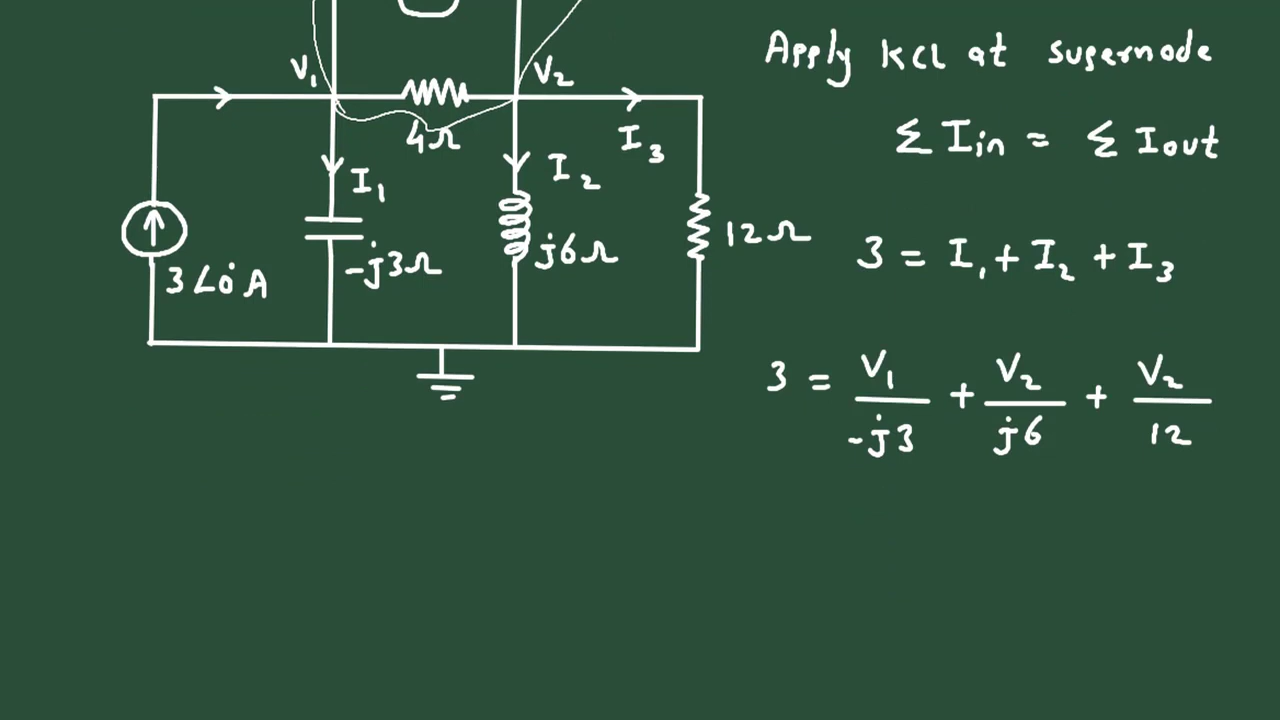 Apply KCL at supernode
V₁
V₂
4Ω
I₃
Σ Iin = Σ Iout
I₁
I₂
3∠0° A
-j3Ω
j6Ω
12Ω
3 = I₁ + I₂ + I₃
3 = V₁/-j3 + V₂/j6 + V₂/12